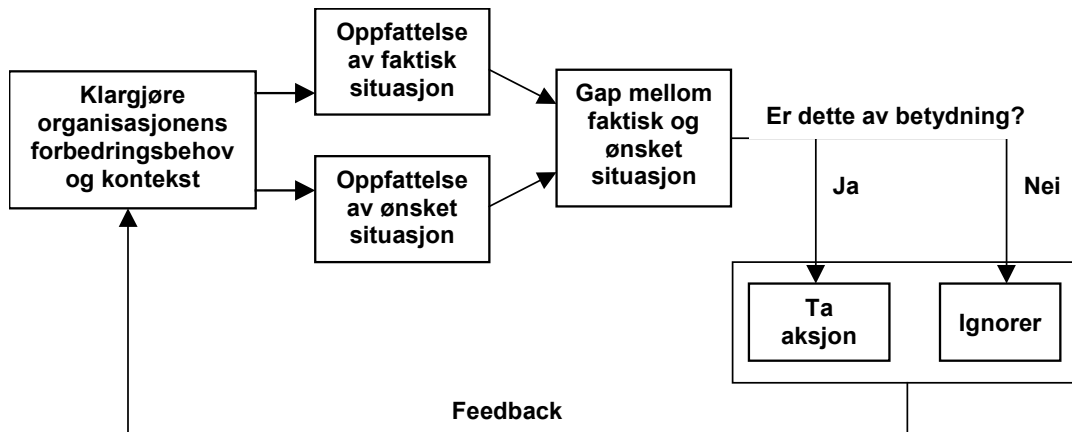 Klargjøre
organisasjonens
forbedringsbehov
og kontekst
Oppfattelse
av faktisk
situasjon
Oppfattelse
av ønsket
situasjon
Gap mellom
faktisk og
ønsket
situasjon
Er dette av betydning?
Ja
Nei
Ta
aksjon
Ignorer
Feedback